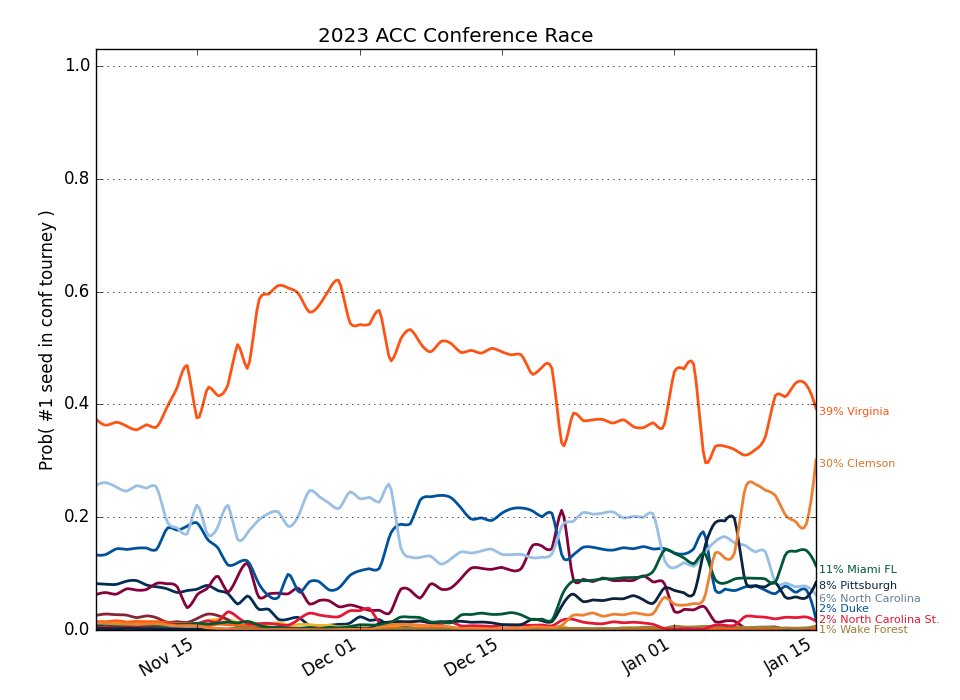 2023 ACC Conference Race
Prob( #1 seed in conf tourney )
1.0
0.8
0.6
0.4
0.2
0.0
Nov 15
Dec 01
Dec 15
Jan 01
Jan 15
39% Virginia
30% Clemson
11% Miami FL
8% Pittsburgh
6% North Carolina
2% Duke
2% North Carolina St.
1% Wake Forest